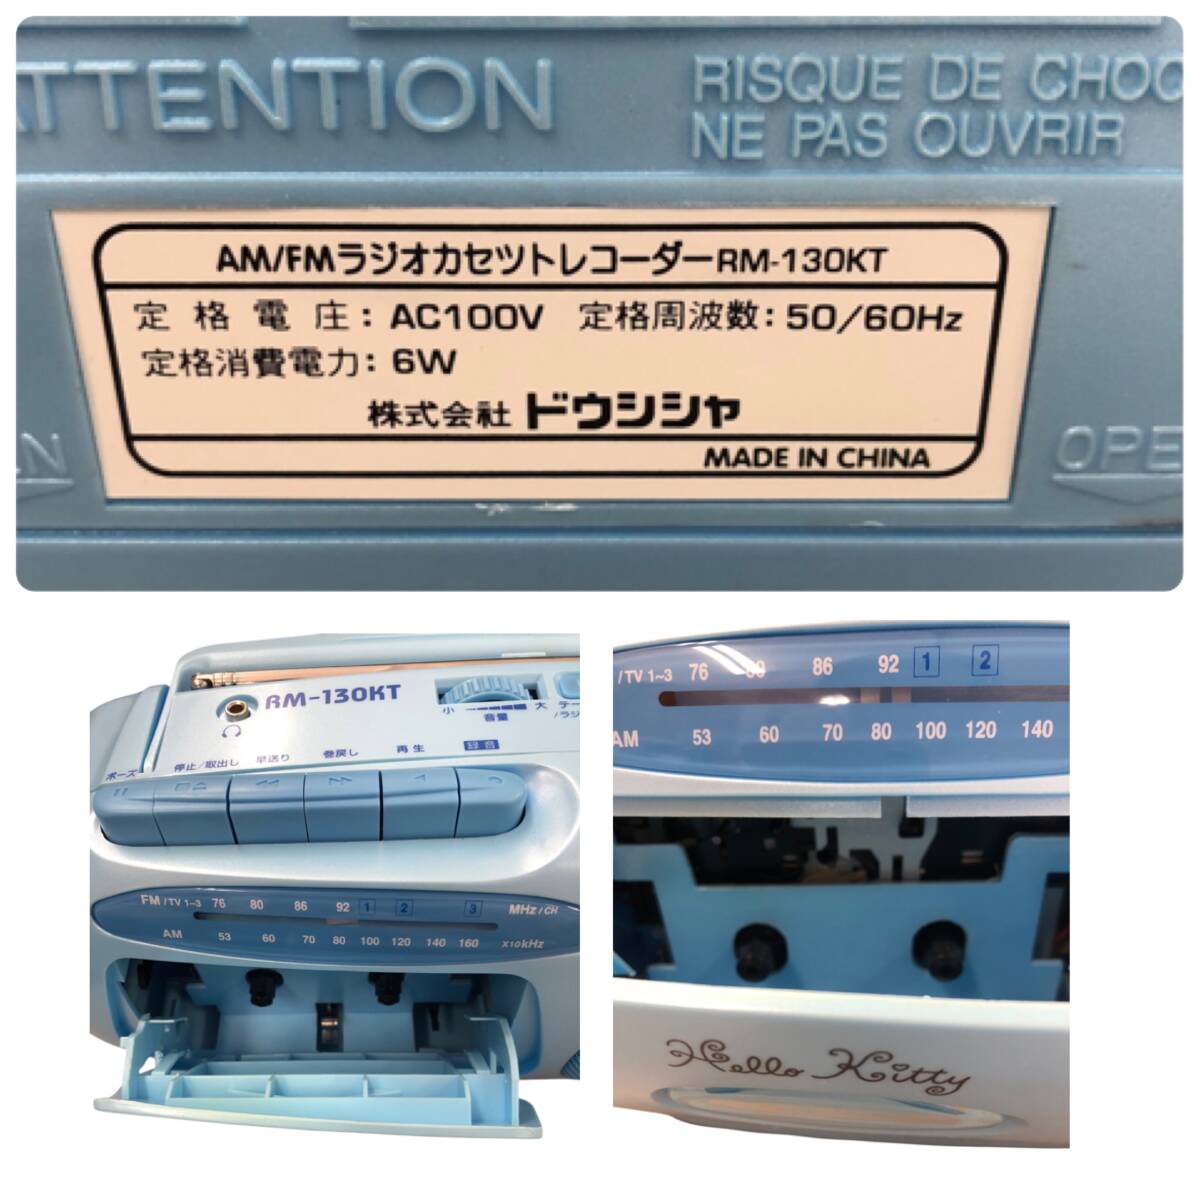 ATTENTION
RISQUE DE CHOC
NE PAS OUVRIR
AM/FMラジオカセツトレコーダーRM-130KT
定格電圧:AC100V 定格周波数:50/60Hz
定格消費電力:6W
株式会社 ドウシシャ
MADE IN CHINA
OPE
RM-130KT
小 音量 大
ポーズ 停止/取出し 早送り 巻戻し 再生 録音
FM/TV 1~3 76 80 86 92 1 2 3 MHz/CH
AM 53 60 70 80 100 120 140 160 X10kHz
/TV 1~3 76 80 86 92 1 2
AM 53 60 70 80 100 120 140
Hello Kitty